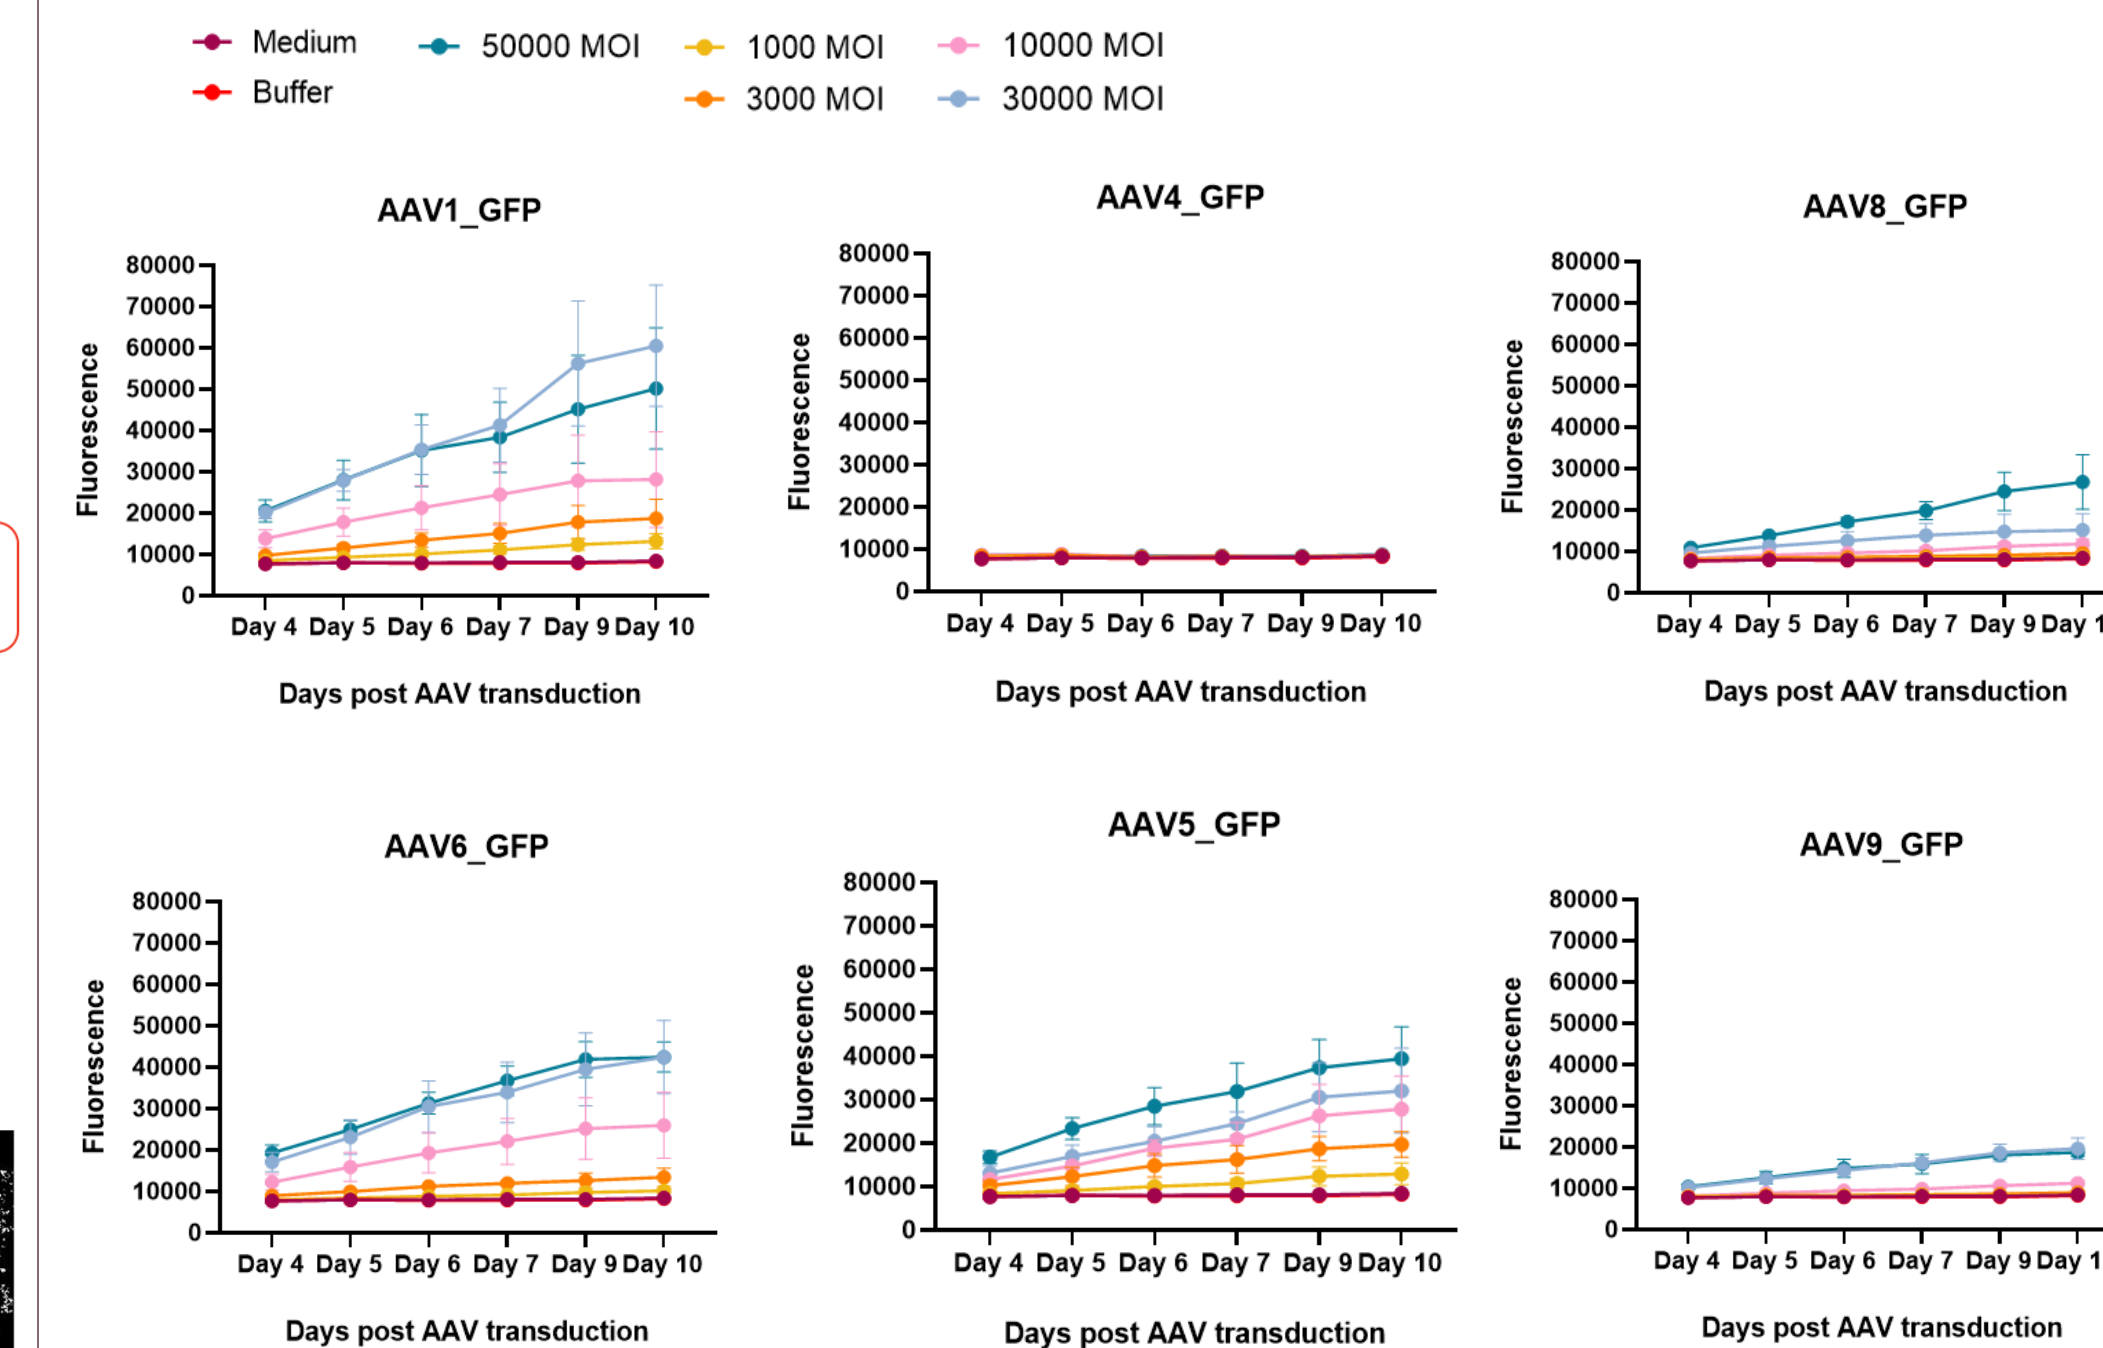 Medium
50000 MOI
1000 MOI
10000 MOI
Buffer
3000 MOI
30000 MOI
AAV1_GFP
80000
70000
60000
50000
40000
30000
20000
10000
0
Fluorescence
Day 4 Day 5 Day 6 Day 7 Day 9 Day 10
Days post AAV transduction
AAV4_GFP
80000
70000
60000
50000
40000
30000
20000
10000
0
Fluorescence
Day 4 Day 5 Day 6 Day 7 Day 9 Day 10
Days post AAV transduction
AAV8_GFP
80000
70000
60000
50000
40000
30000
20000
10000
0
Fluorescence
Day 4 Day 5 Day 6 Day 7 Day 9 Day 1
Days post AAV transduction
AAV6_GFP
80000
70000
60000
50000
40000
30000
20000
10000
0
Fluorescence
Day 4 Day 5 Day 6 Day 7 Day 9 Day 10
Days post AAV transduction
AAV5_GFP
80000
70000
60000
50000
40000
30000
20000
10000
0
Fluorescence
Day 4 Day 5 Day 6 Day 7 Day 9 Day 10
Days post AAV transduction
AAV9_GFP
80000
70000
60000
50000
40000
30000
20000
10000
0
Fluorescence
Day 4 Day 5 Day 6 Day 7 Day 9 Day 1
Days post AAV transduction